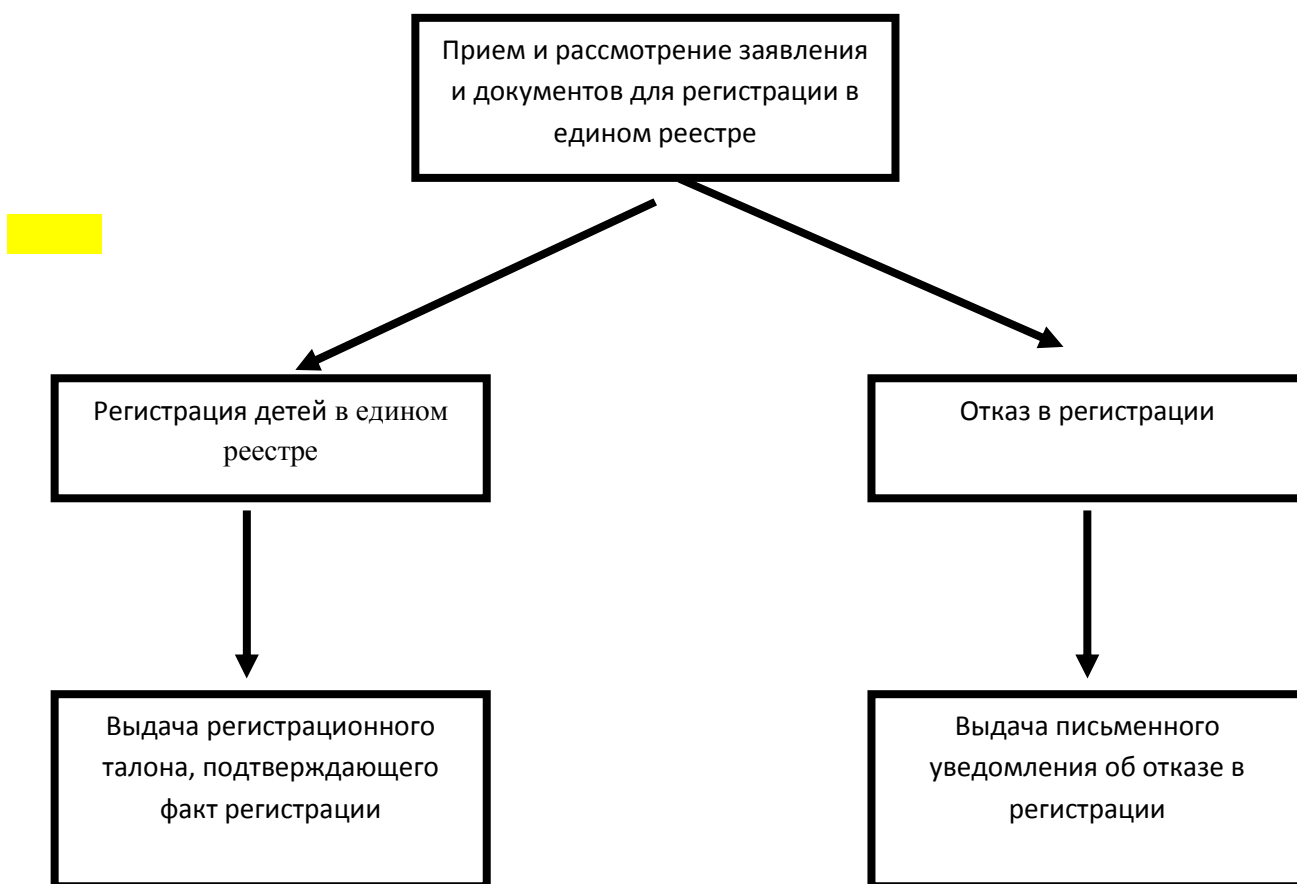 Прием и рассмотрение заявления
и документов для регистрации в
едином реестре
Регистрация детей в едином
реестре
Отказ в регистрации
Выдача регистрационного
талона, подтверждающего
факт регистрации
Выдача письменного
уведомления об отказе в
регистрации